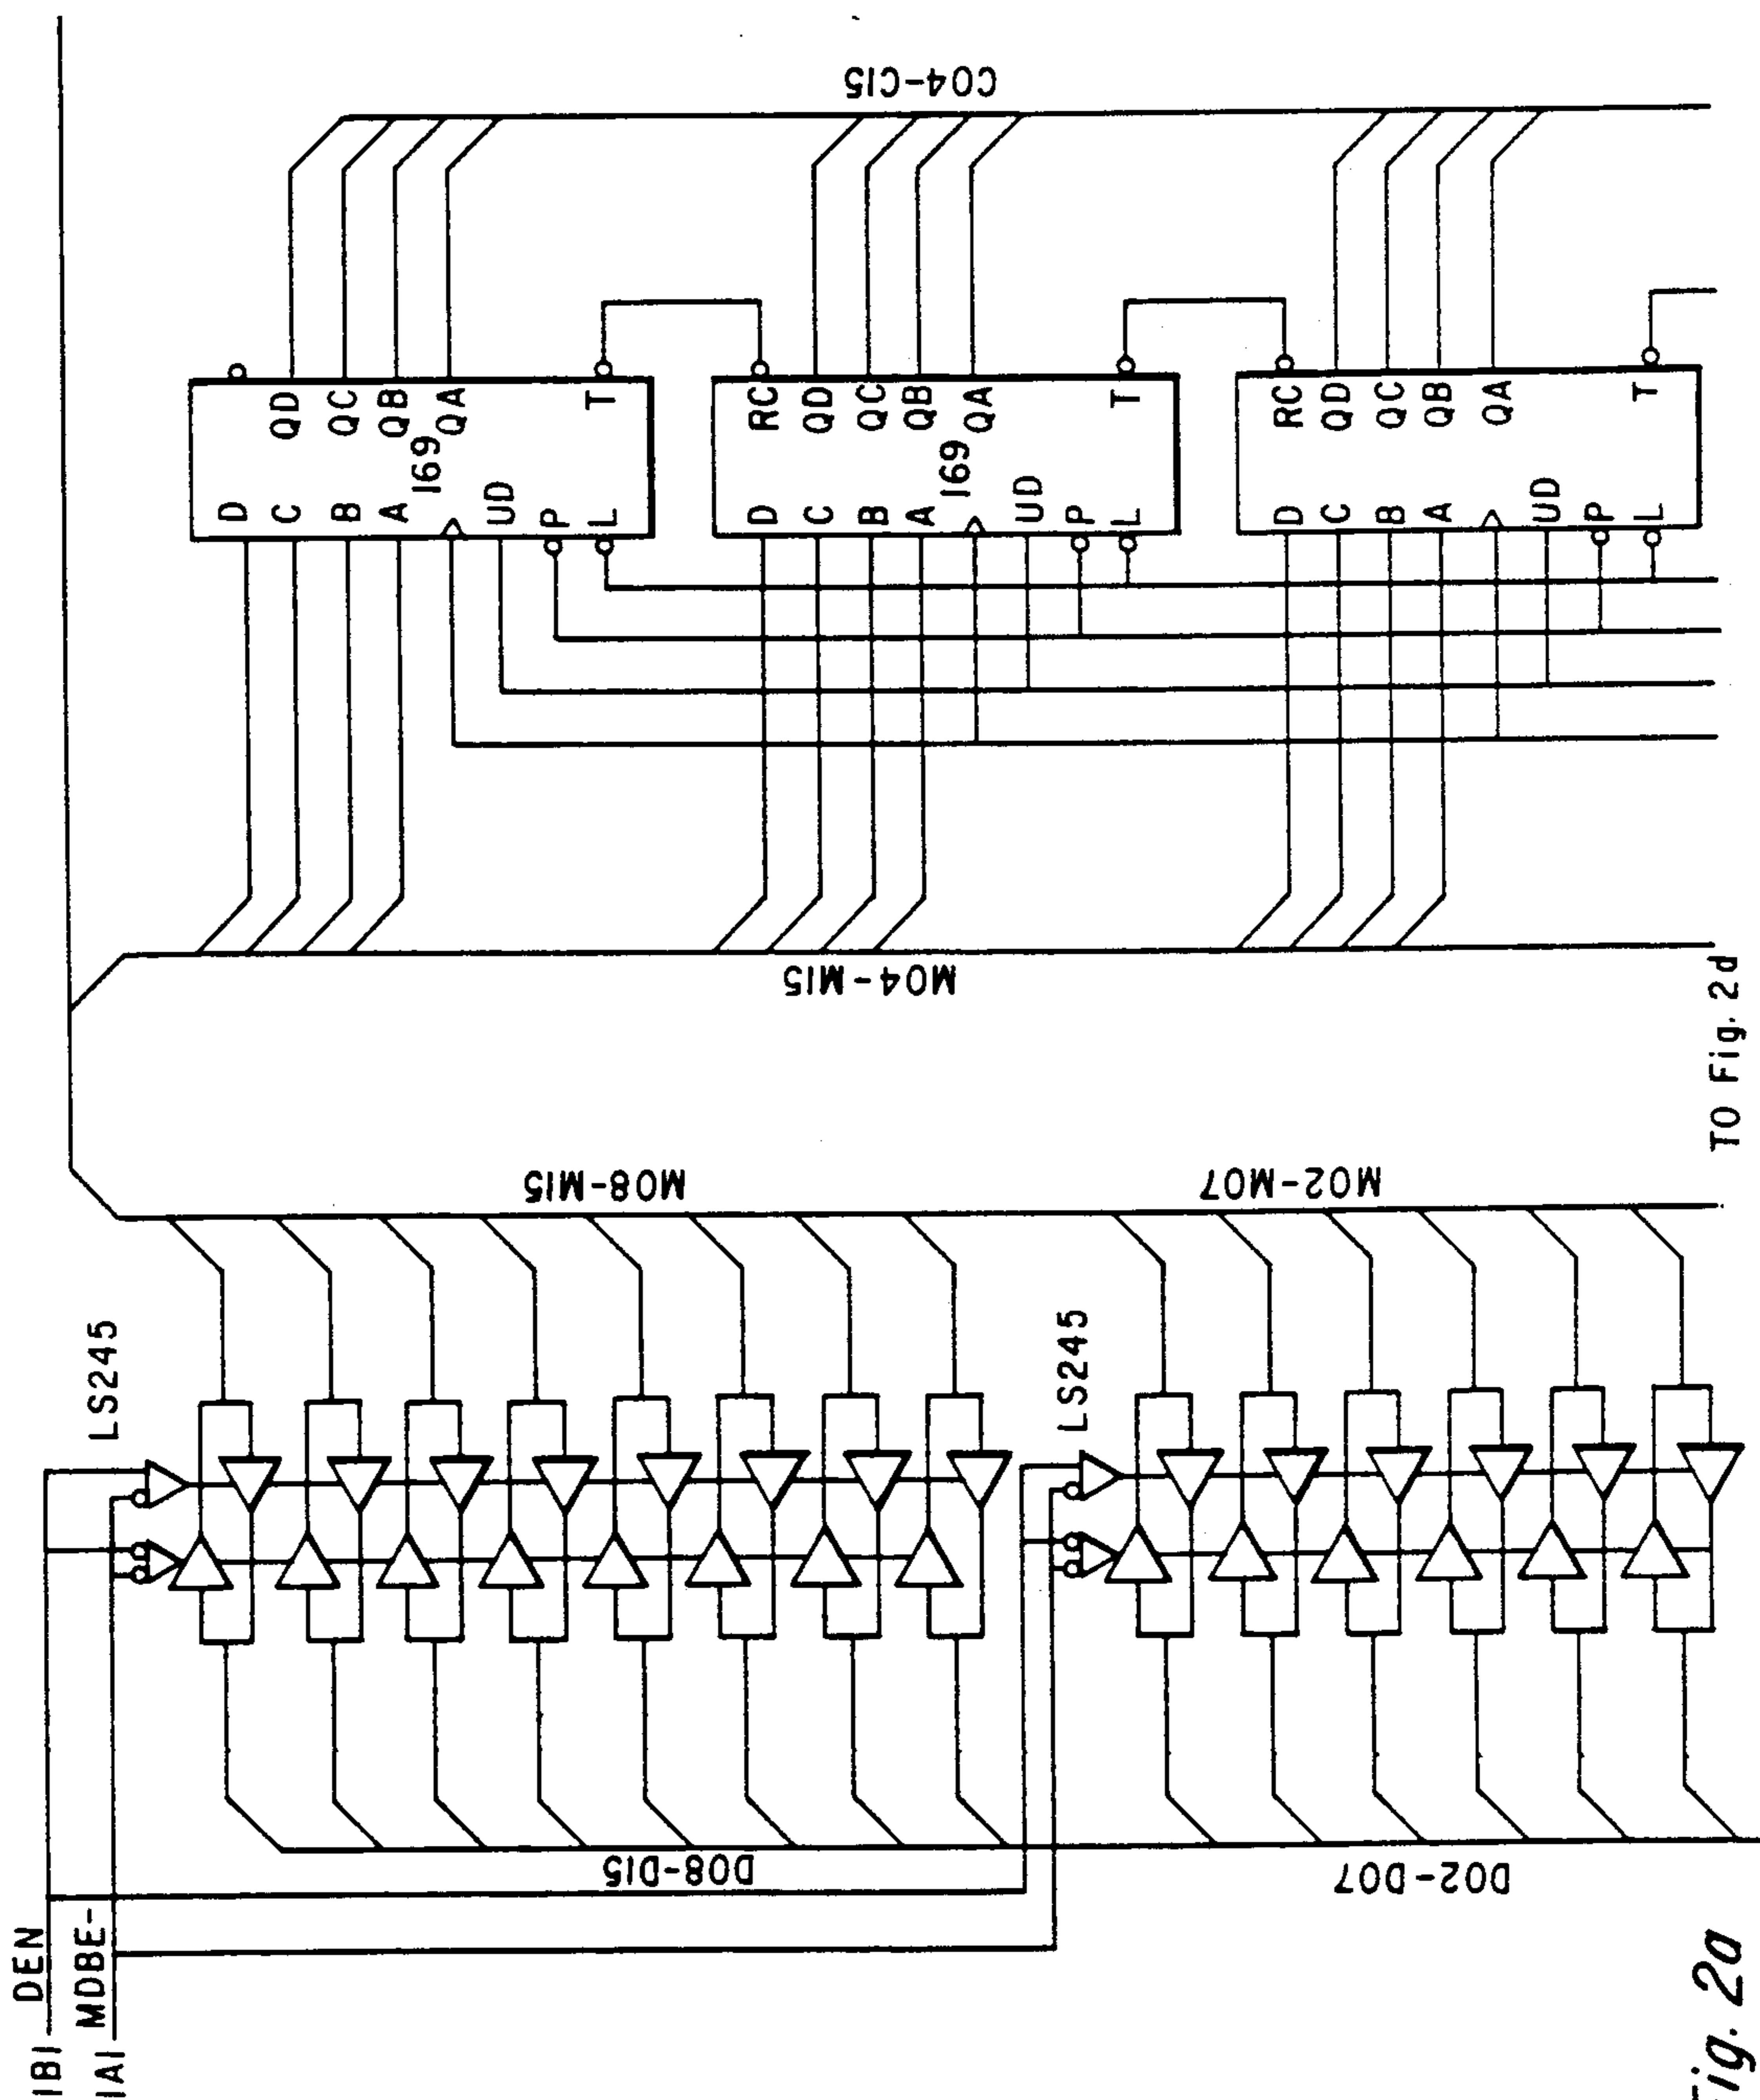 IBI DEN
IAI MDBE-
LS245
LS245
D08-D15
D02-D07
M08-M15
M02-M07
M04-M15
C04-C15
D
C
B
A
UD
P
L
169
QD
QC
QB
QA
T
D
C
B
A
UD
P
L
169
RC
QD
QC
QB
QA
T
D
C
B
A
UD
P
L
RC
QD
QC
QB
QA
T
TO Fig. 2d
Fig. 2a